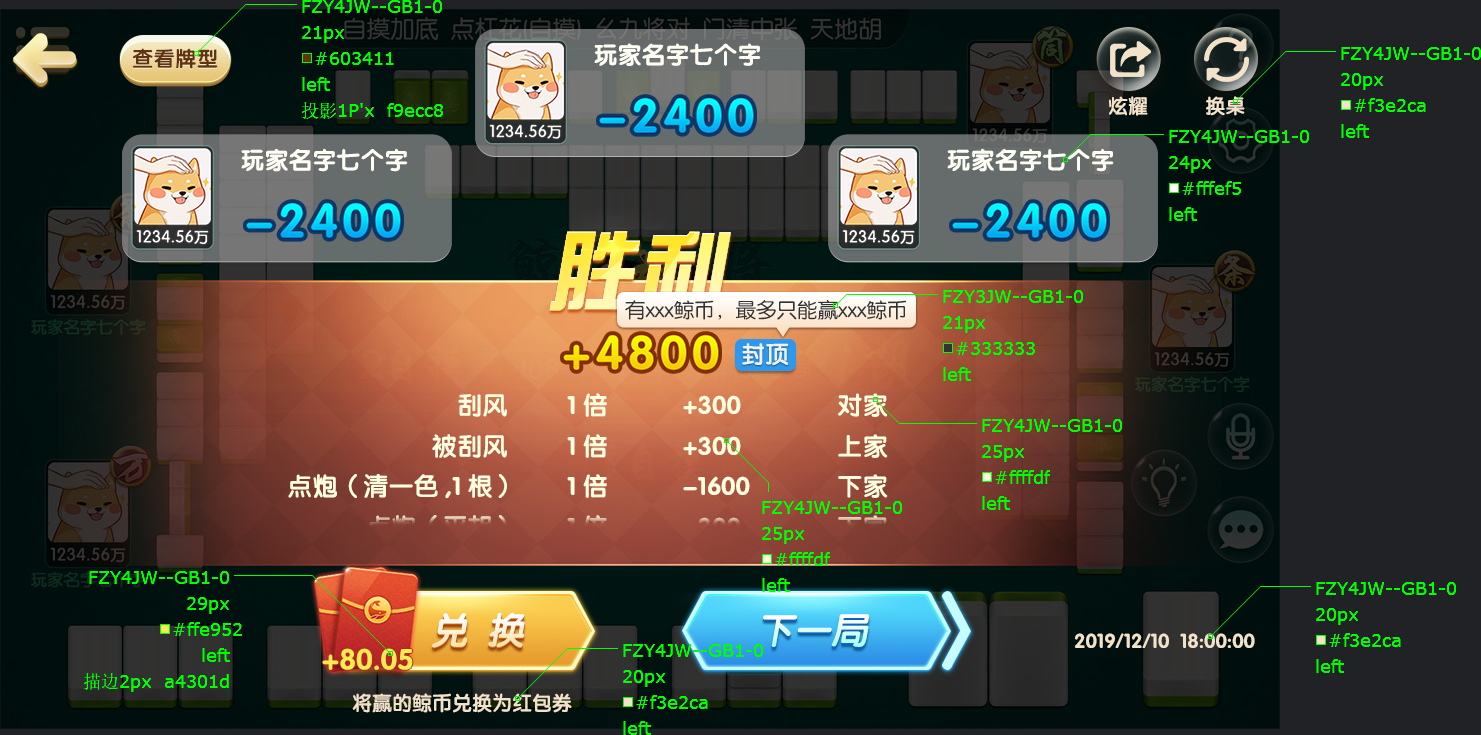 FZY4JW--GB1-0
21px
#603411
left
投影1P'x f9ecc8
自摸加底 点杠花(自摸) 幺九将对 门清中张 天地胡
查看牌型
玩家名字七个字
-2400
1234.56万
炫耀
换桌
FZY4JW--GB1-0
20px
#f3e2ca
left
筒
1234.56万
玩家名字七个字
-2400
1234.56万
玩家名字七个字
-2400
1234.56万
FZY4JW--GB1-0
24px
#fffef5
left
1234.56万
玩家名字七个字
条
1234.56万
玩家名字七个字
胜利
有xxx鲸币，最多只能赢xxx鲸币
FZY3JW--GB1-0
21px
#333333
left
+4800
封顶
刮风 1倍 +300 对家
被刮风 1倍 +300 上家
点炮（清一色,1根） 1倍 -1600 下家
FZY4JW--GB1-0
25px
#ffffdf
left
FZY4JW--GB1-0
25px
#ffffdf
left
万
1234.56万
FZY4JW--GB1-0
29px
#ffe952
left
描边2px a4301d
+80.05
兑换
下一局
2019/12/10 18:00:00
FZY4JW--GB1-0
20px
#f3e2ca
left
将赢的鲸币兑换为红包券
FZY4JW--GB1-0
20px
#f3e2ca
left